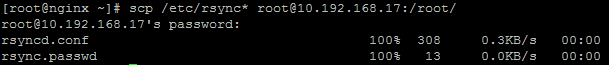 [root@nginx ~]# scp /etc/rsync* root@10.192.168.17:/root/
root@10.192.168.17's password:
rsyncd.conf 100% 308 0.3KB/s 00:00
rsync.passwd 100% 13 0.0KB/s 00:00